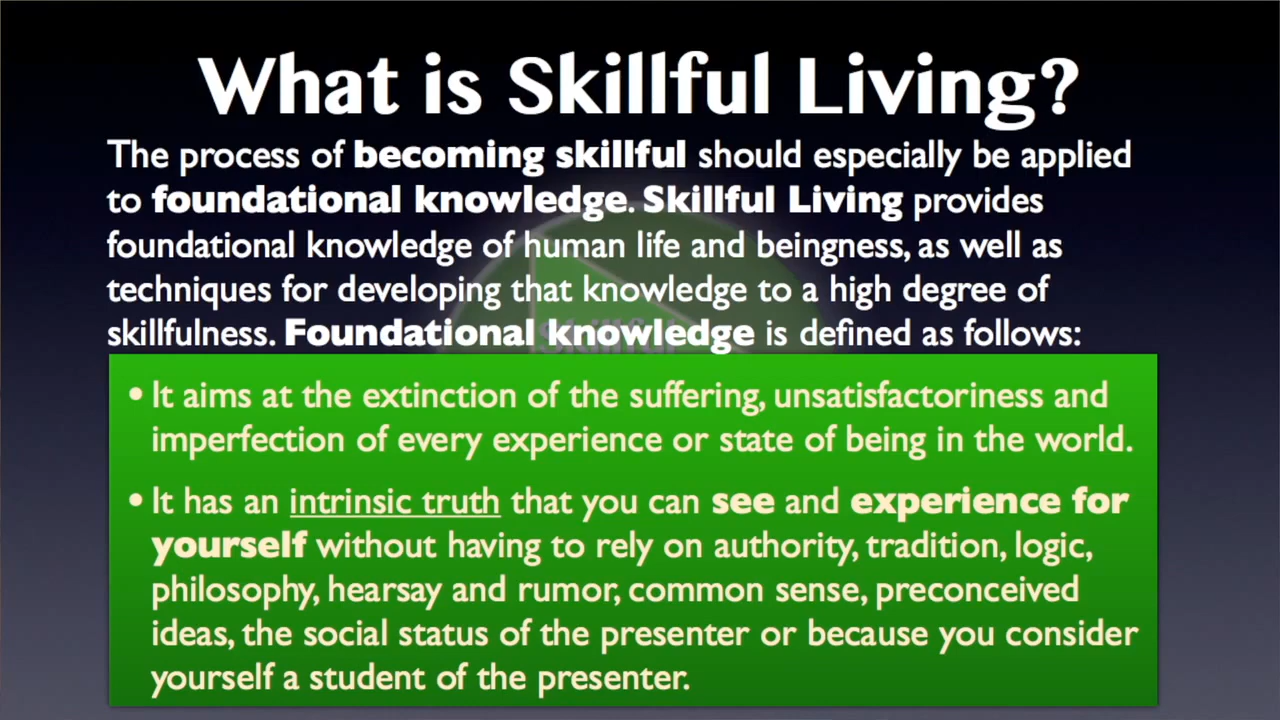 What is Skillful Living?
The process of becoming skillful should especially be applied
to foundational knowledge. Skillful Living provides
foundational knowledge of human life and beingness, as well as
techniques for developing that knowledge to a high degree of
skillfulness. Foundational knowledge is defined as follows:
• It aims at the extinction of the suffering, unsatisfactoriness and
imperfection of every experience or state of being in the world.
• It has an intrinsic truth that you can see and experience for
yourself without having to rely on authority, tradition, logic,
philosophy, hearsay and rumor, common sense, preconceived
ideas, the social status of the presenter or because you consider
yourself a student of the presenter.
Skillful